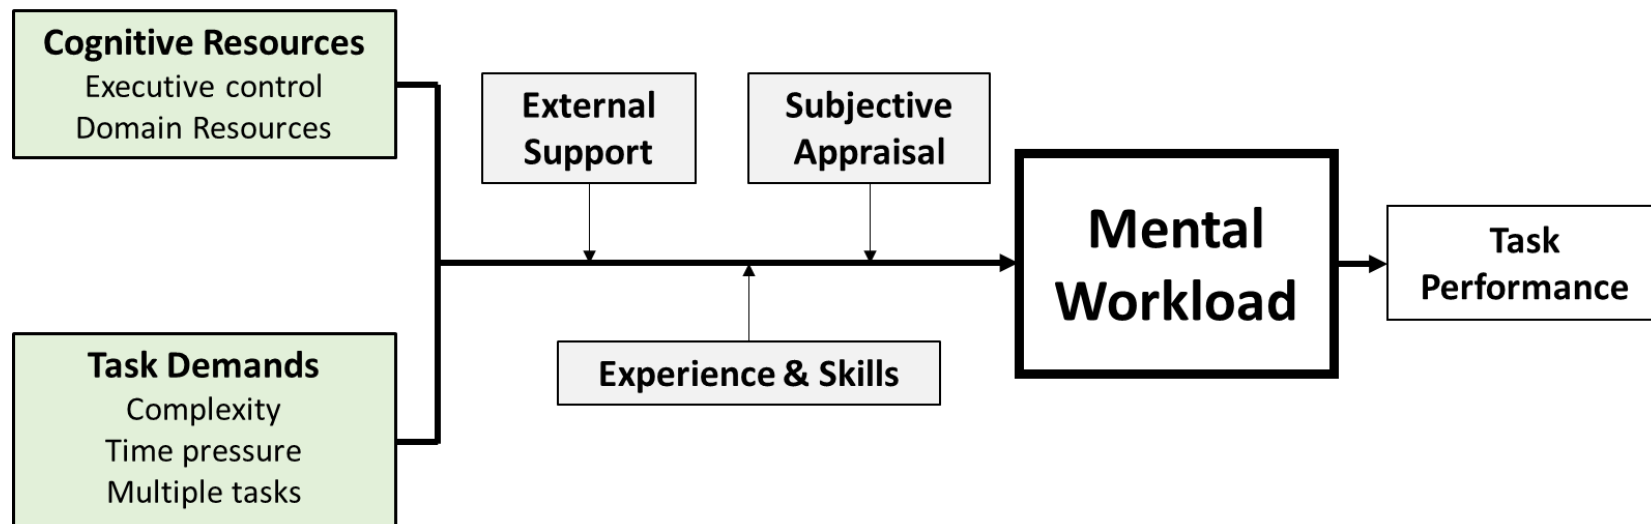 Cognitive Resources
Executive control
Domain Resources
Task Demands
Complexity
Time pressure
Multiple tasks
External
Support
Subjective
Appraisal
Experience & Skills
Mental
Workload
Task
Performance